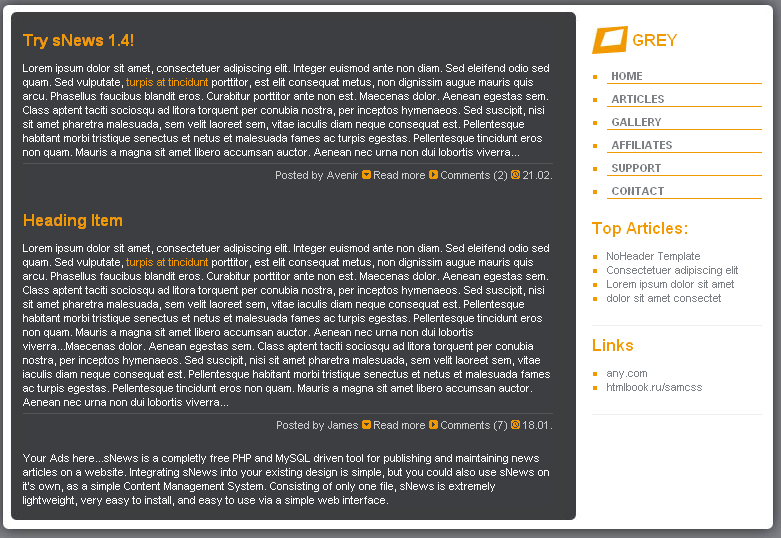 Try sNews 1.4!
Lorem ipsum dolor sit amet, consectetuer adipiscing elit. Integer euismod ante non diam. Sed eleifend odio sed
quam. Sed vulputate, turpis at tincidunt porttitor, est elit consequat metus, non dignissim augue mauris quis
arcu. Phasellus faucibus blandit eros. Curabitur porttitor ante non est. Maecenas dolor. Aenean egestas sem.
Class aptent taciti sociosqu ad litora torquent per conubia nostra, per inceptos hymenaeos. Sed suscipit, nisi
sit amet pharetra malesuada, sem velit laoreet sem, vitae iaculis diam neque consequat est. Pellentesque
habitant morbi tristique senectus et netus et malesuada fames ac turpis egestas. Pellentesque tincidunt eros
non quam. Mauris a magna sit amet libero accumsan auctor. Aenean nec urna non dui lobortis viverra...
Posted by Avenir Read more Comments (2) 21.02.
Heading Item
Lorem ipsum dolor sit amet, consectetuer adipiscing elit. Integer euismod ante non diam. Sed eleifend odio sed
quam. Sed vulputate, turpis at tincidunt porttitor, est elit consequat metus, non dignissim augue mauris quis
arcu. Phasellus faucibus blandit eros. Curabitur porttitor ante non est. Maecenas dolor. Aenean egestas sem.
Class aptent taciti sociosqu ad litora torquent per conubia nostra, per inceptos hymenaeos. Sed suscipit, nisi
sit amet pharetra malesuada, sem velit laoreet sem, vitae iaculis diam neque consequat est. Pellentesque
habitant morbi tristique senectus et netus et malesuada fames ac turpis egestas. Pellentesque tincidunt eros
non quam. Mauris a magna sit amet libero accumsan auctor. Aenean nec urna non dui lobortis
viverra...Maecenas dolor. Aenean egestas sem. Class aptent taciti sociosqu ad litora torquent per conubia
nostra, per inceptos hymenaeos. Sed suscipit, nisi sit amet pharetra malesuada, sem velit laoreet sem, vitae
iaculis diam neque consequat est. Pellentesque habitant morbi tristique senectus et netus et malesuada fames
ac turpis egestas. Pellentesque tincidunt eros non quam. Mauris a magna sit amet libero accumsan auctor.
Aenean nec urna non dui lobortis viverra...
Posted by James Read more Comments (7) 18.01.
Your Ads here...sNews is a completly free PHP and MySQL driven tool for publishing and maintaining news
articles on a website. Integrating sNews into your existing design is simple, but you could also use sNews on
it's own, as a simple Content Management System. Consisting of only one file, sNews is extremely
lightweight, very easy to install, and easy to use via a simple web interface.
GREY
HOME
ARTICLES
GALLERY
AFFILIATES
SUPPORT
CONTACT
Top Articles:
NoHeader Template
Consectetuer adipiscing elit
Lorem ipsum dolor sit amet
dolor sit amet consectet
Links
any.com
htmlbook.ru/samcss